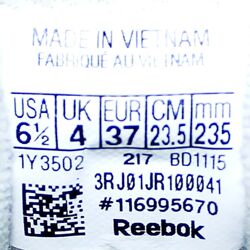 MADE IN VIETNAM
FABRIQUÉ AU VIETNAM
USA UK EUR CM mm
6½ 4 37 23.5 235
1Y3502 217 BD1115
3RJ01JR100041
#116995670
Reebok